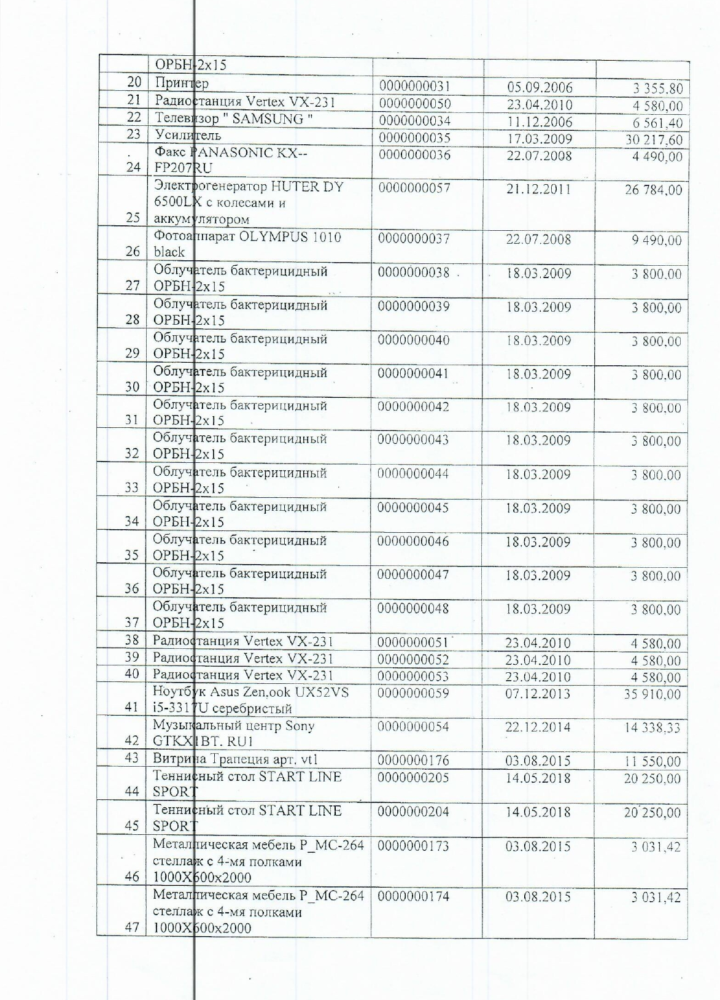 ОРБН-2х15
20 Принтер 0000000031 05.09.2006 3 355.80
21 Радиостанция Vertex VX-231 0000000050 23.04.2010 4 580,00
22 Телевизор " SAMSUNG " 0000000034 11.12.2006 6 561,40
23 Усилитель 0000000035 17.03.2009 30 217,60
Факс PANASONIC KX-- 0000000036 22.07.2008 4 490,00
24 FP207RU
Электрогенератор HUTER DY 0000000057 21.12.2011 26 784,00
6500LX с колесами и
25 аккумулятором
Фотоаппарат OLYMPUS 1010 0000000037 22.07.2008 9 490,00
26 black
Облучатель бактерицидный 0000000038 18.03.2009 3 800,00
27 ОРБН-2х15
Облучатель бактерицидный 0000000039 18.03.2009 3 800,00
28 ОРБН-2х15
Облучатель бактерицидный 0000000040 18.03.2009 3 800,00
29 ОРБН-2х15
Облучатель бактерицидный 0000000041 18.03.2009 3 800,00
30 ОРБН-2х15
Облучатель бактерицидный 0000000042 18.03.2009 3 800,00
31 ОРБН-2х15
Облучатель бактерицидный 0000000043 18.03.2009 3 800,00
32 ОРБН-2х15
Облучатель бактерицидный 0000000044 18.03.2009 3 800,00
33 ОРБН-2х15
Облучатель бактерицидный 0000000045 18.03.2009 3 800,00
34 ОРБН-2х15
Облучатель бактерицидный 0000000046 18.03.2009 3 800,00
35 ОРБН-2х15
Облучатель бактерицидный 0000000047 18.03.2009 3 800,00
36 ОРБН-2х15
Облучатель бактерицидный 0000000048 18.03.2009 3 800,00
37 ОРБН-2х15
38 Радиостанция Vertex VX-231 0000000051 23.04.2010 4 580,00
39 Радиостанция Vertex VX-231 0000000052 23.04.2010 4 580,00
40 Радиостанция Vertex VX-231 0000000053 23.04.2010 4 580,00
Ноутбук Asus Zen,ook UX52VS 0000000059 07.12.2013 35 910,00
41 i5-3317U серебристый
Музыкальный центр Sony 0000000054 22.12.2014 14 338,33
42 GTKX1BT. RU1
43 Витрина Трапеция арт. vt1 0000000176 03.08.2015 11 550,00
Теннисный стол START LINE 0000000205 14.05.2018 20 250,00
44 SPORT
Теннисный стол START LINE 0000000204 14.05.2018 20 250,00
45 SPORT
Металлическая мебель P_MC-264 0000000173 03.08.2015 3 031,42
стеллаж с 4-мя полками
46 1000Х600х2000
Металлическая мебель P_MC-264 0000000174 03.08.2015 3 031,42
стеллаж с 4-мя полками
47 1000Х600х2000